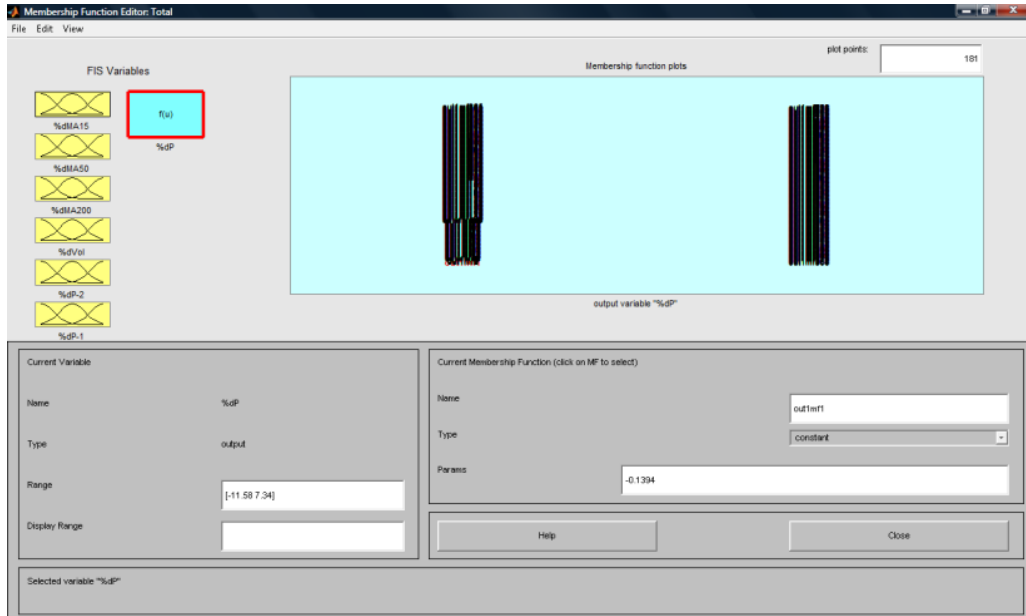 Membership Function Editor: Total
File Edit View
FIS Variables
%dMA15
%dMA50
%dMA200
%dVol
%dP-2
%dP-1
f(u)
%dP
plot points:
181
Membership function plots
output variable "%dP"
Current Variable
Name
%dP
Type
output
Range
[-11.58 7.34]
Display Range
Current Membership Function (click on MF to select)
Name
out1mf1
Type
constant
Params
-0.1394
Help
Close
Selected variable "%dP"